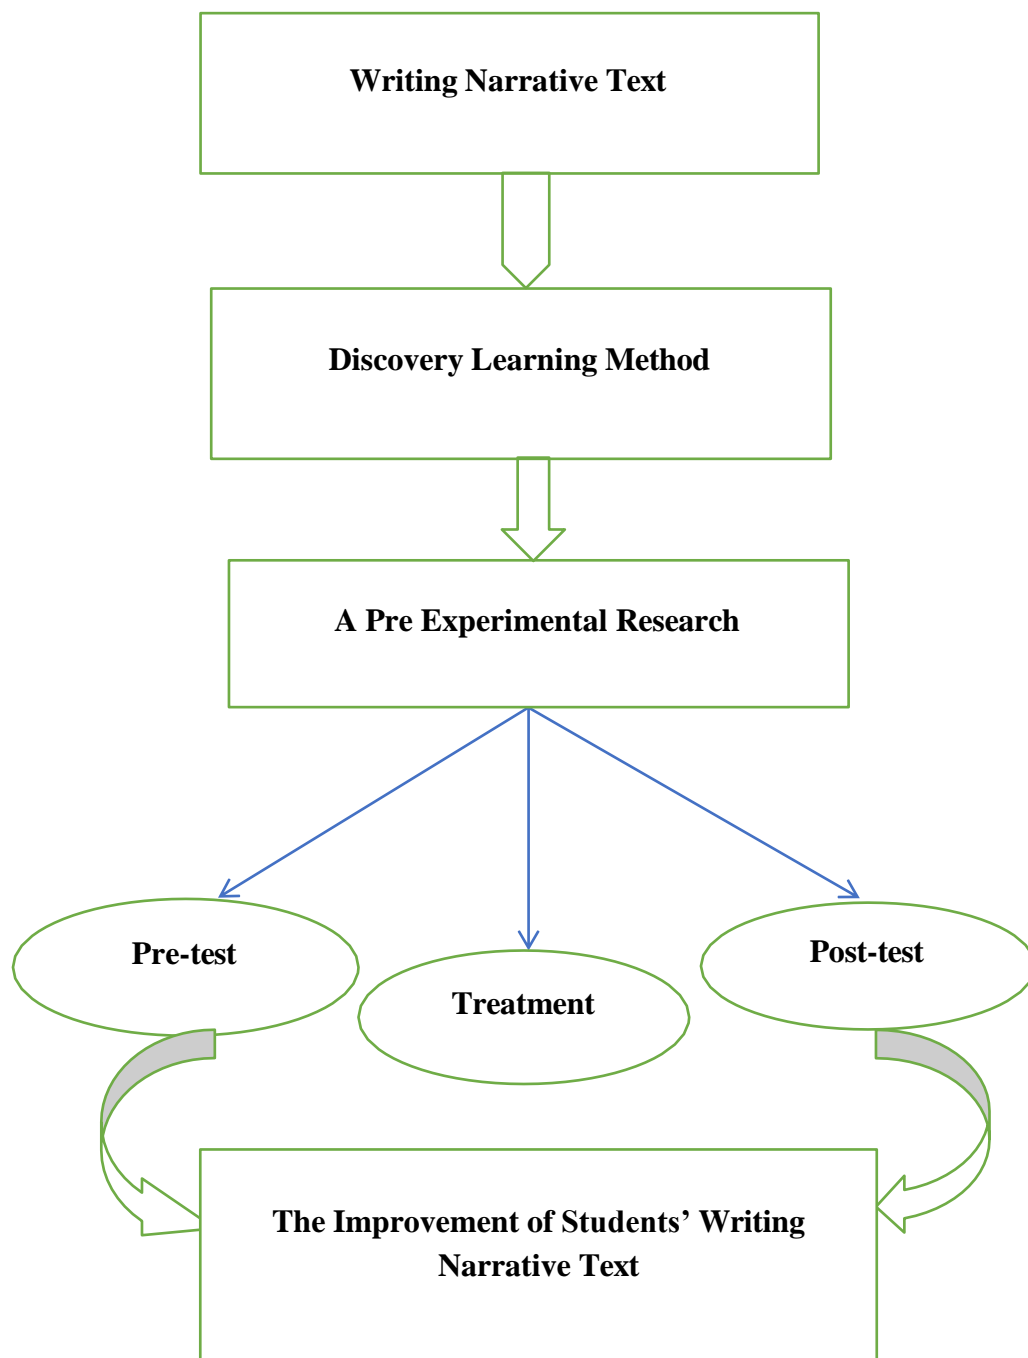 Writing Narrative Text
Discovery Learning Method
A Pre Experimental Research
Pre-test
Treatment
Post-test
The Improvement of Students’ Writing
Narrative Text